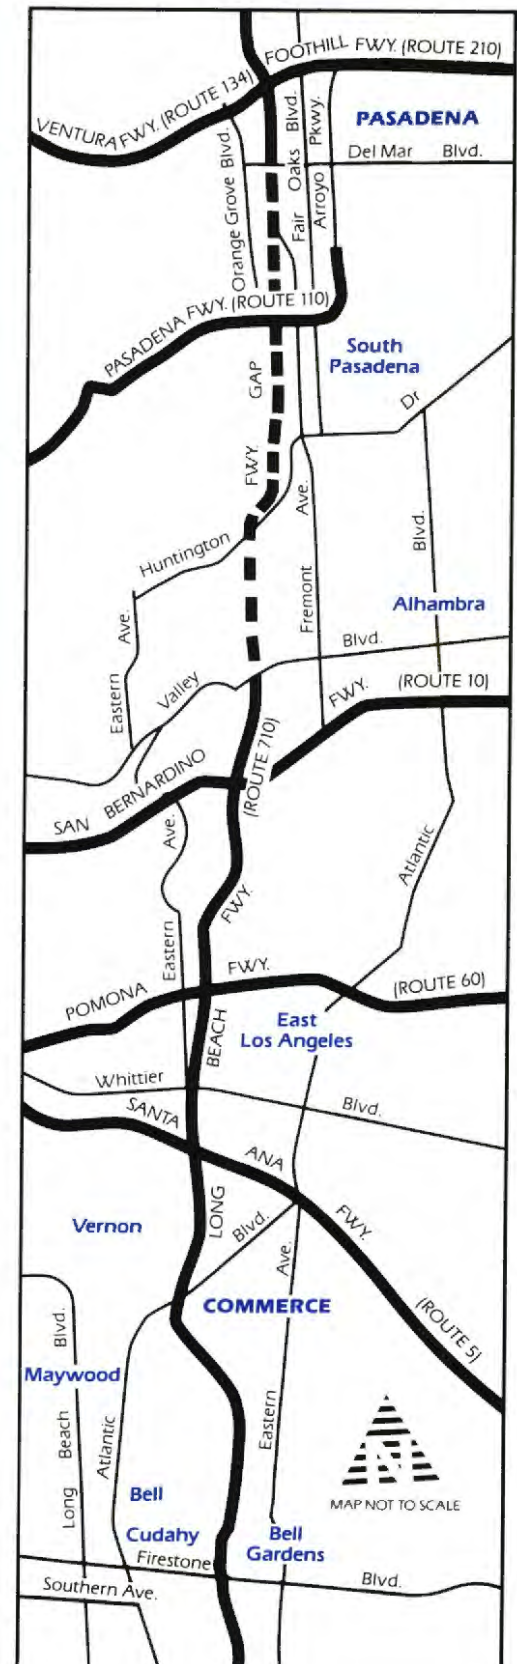 FOOTHILL FWY. (ROUTE 210)
VENTURA FWY. (ROUTE 134)
Orange Grove Blvd.
Fair Oaks Blvd.
Arroyo Pkwy.
PASADENA
Del Mar Blvd.
PASADENA FWY. (ROUTE 110)
South
Pasadena
GAP FWY.
Huntington Dr
Fremont Ave.
Atlantic Blvd.
Alhambra
Eastern Ave.
Valley Blvd.
SAN BERNARDINO FWY. (ROUTE 10)
LONG BEACH FWY. (ROUTE 710)
Eastern Ave.
POMONA FWY. (ROUTE 60)
East
Los Angeles
Whittier Blvd.
SANTA ANA FWY. (ROUTE 5)
Vernon
Atlantic Blvd.
COMMERCE
Eastern Ave.
Maywood
Long Beach Blvd.
N
MAP NOT TO SCALE
Bell
Cudahy
Bell
Gardens
Firestone Blvd.
Southern Ave.